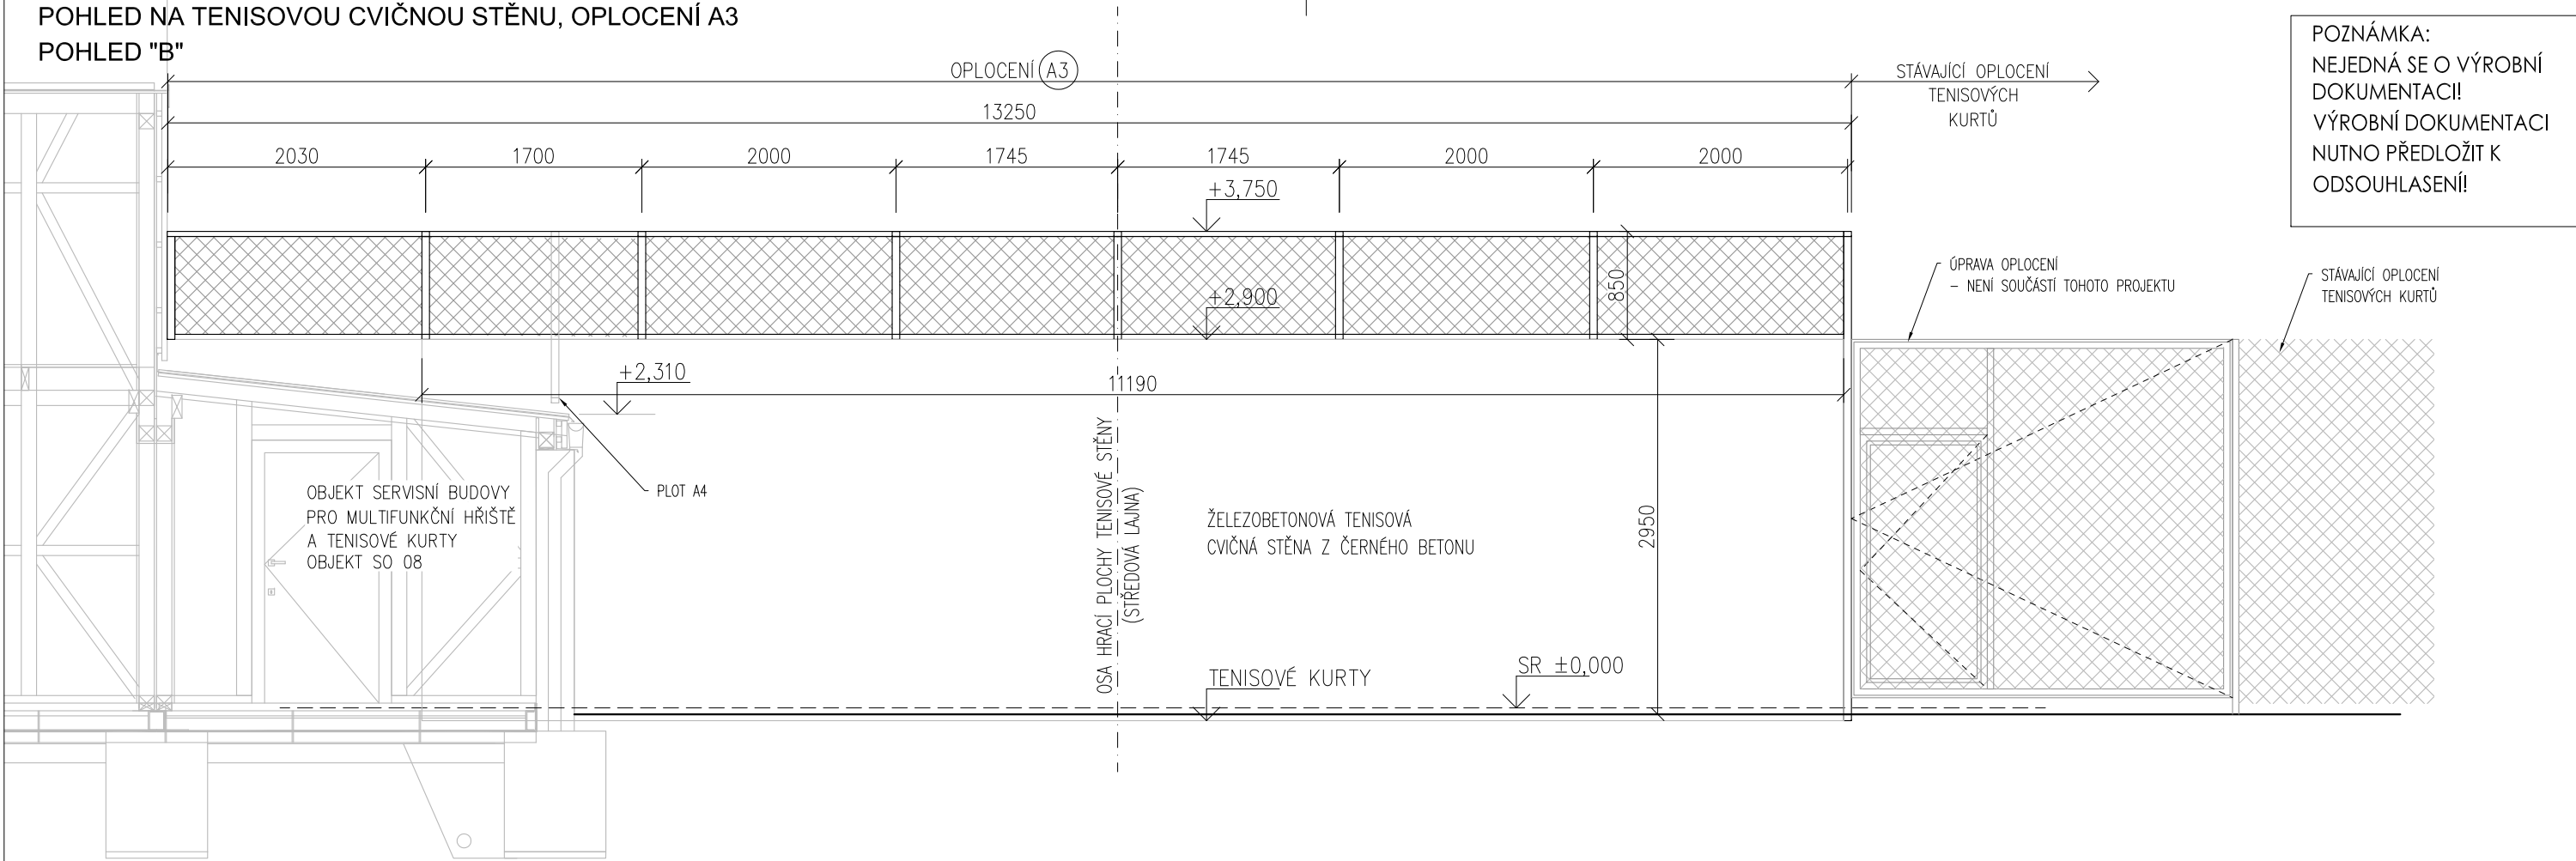 POHLED NA TENISOVOU CVIČNOU STĚNU, OPLOCENÍ A3
POHLED "B"
OPLOCENÍ A3
STÁVAJÍCÍ OPLOCENÍ
TENISOVÝCH
KURTŮ
POZNÁMKA:
NEJEDNÁ SE O VÝROBNÍ
DOKUMENTACI!
VÝROBNÍ DOKUMENTACI
NUTNO PŘEDLOŽIT K
ODSOUHLASENÍ!
13250
2030
1700
2000
1745
1745
2000
2000
+3,750
+2,900
850
ÚPRAVA OPLOCENÍ
– NENÍ SOUČÁSTÍ TOHOTO PROJEKTU
STÁVAJÍCÍ OPLOCENÍ
TENISOVÝCH KURTŮ
+2,310
11190
PLOT A4
OBJEKT SERVISNÍ BUDOVY
PRO MULTIFUNKČNÍ HŘIŠTĚ
A TENISOVÉ KURTY
OBJEKT SO 08
OSA HRACÍ PLOCHY TENISOVÉ STĚNY
(STŘEDOVÁ LAJNA)
ŽELEZOBETONOVÁ TENISOVÁ
CVIČNÁ STĚNA Z ČERNÉHO BETONU
2950
TENISOVÉ KURTY
SR ±0,000